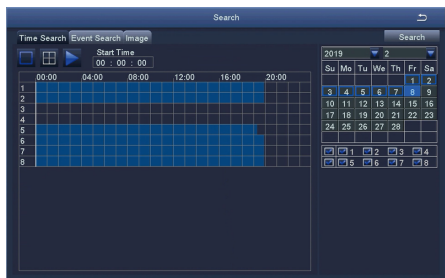 Search
Time Search Event Search Image
Search
Start Time
00 : 00 : 00
2019 2
00:00 04:00 08:00 12:00 16:00 20:00
Su Mo Tu We Th Fr Sa
1 2
3 4 5 6 7 8 9
10 11 12 13 14 15 16
17 18 19 20 21 22 23
24 25 26 27 28
1
2
3
4
5
6
7
8
1 2 3 4
5 6 7 8